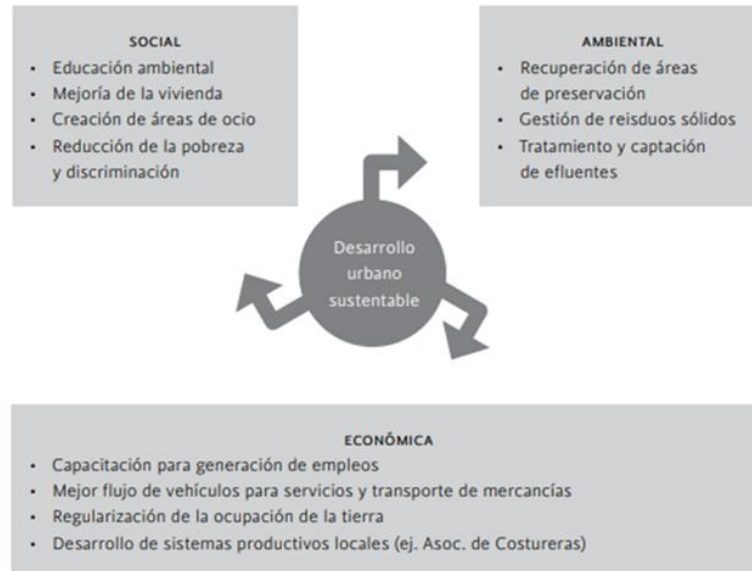 SOCIAL
• Educación ambiental
• Mejoría de la vivienda
• Creación de áreas de ocio
• Reducción de la pobreza
y discriminación
AMBIENTAL
• Recuperación de áreas
de preservación
• Gestión de reisduos sólidos
• Tratamiento y captación
de efluentes
Desarrollo
urbano
sustentable
ECONÓMICA
• Capacitación para generación de empleos
• Mejor flujo de vehículos para servicios y transporte de mercancías
• Regularización de la ocupación de la tierra
• Desarrollo de sistemas productivos locales (ej. Asoc. de Costureras)